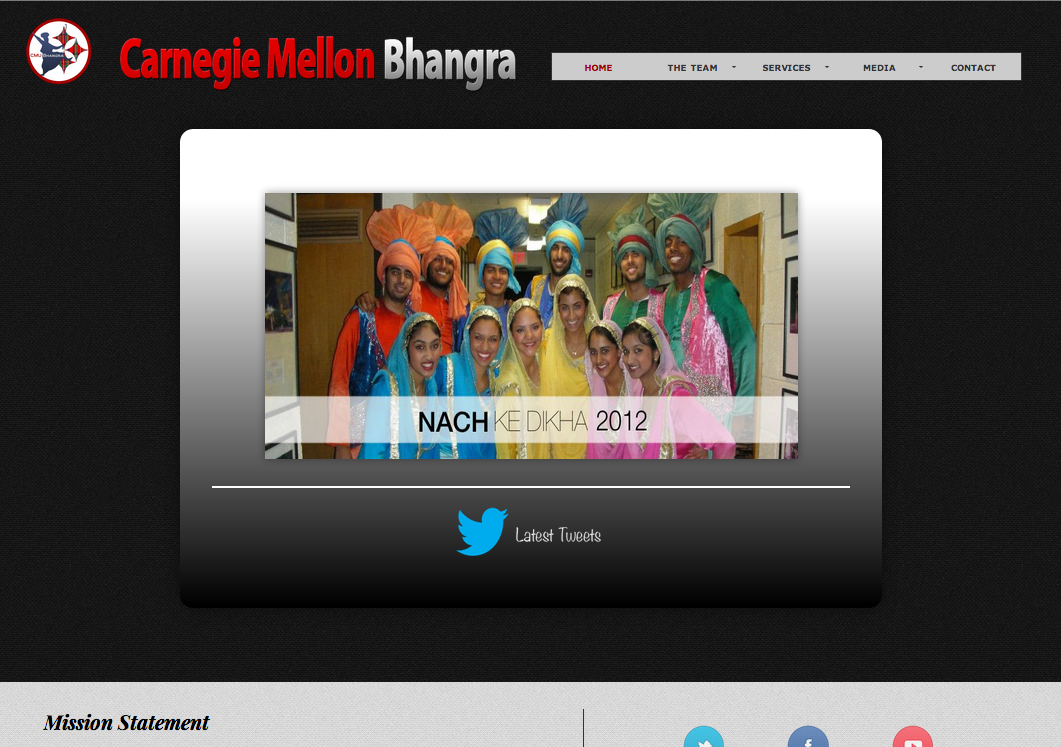 CMU BHANGRA
Carnegie Mellon Bhangra
HOME THE TEAM SERVICES MEDIA CONTACT
NACH KE DIKHA 2012
Latest Tweets
Mission Statement